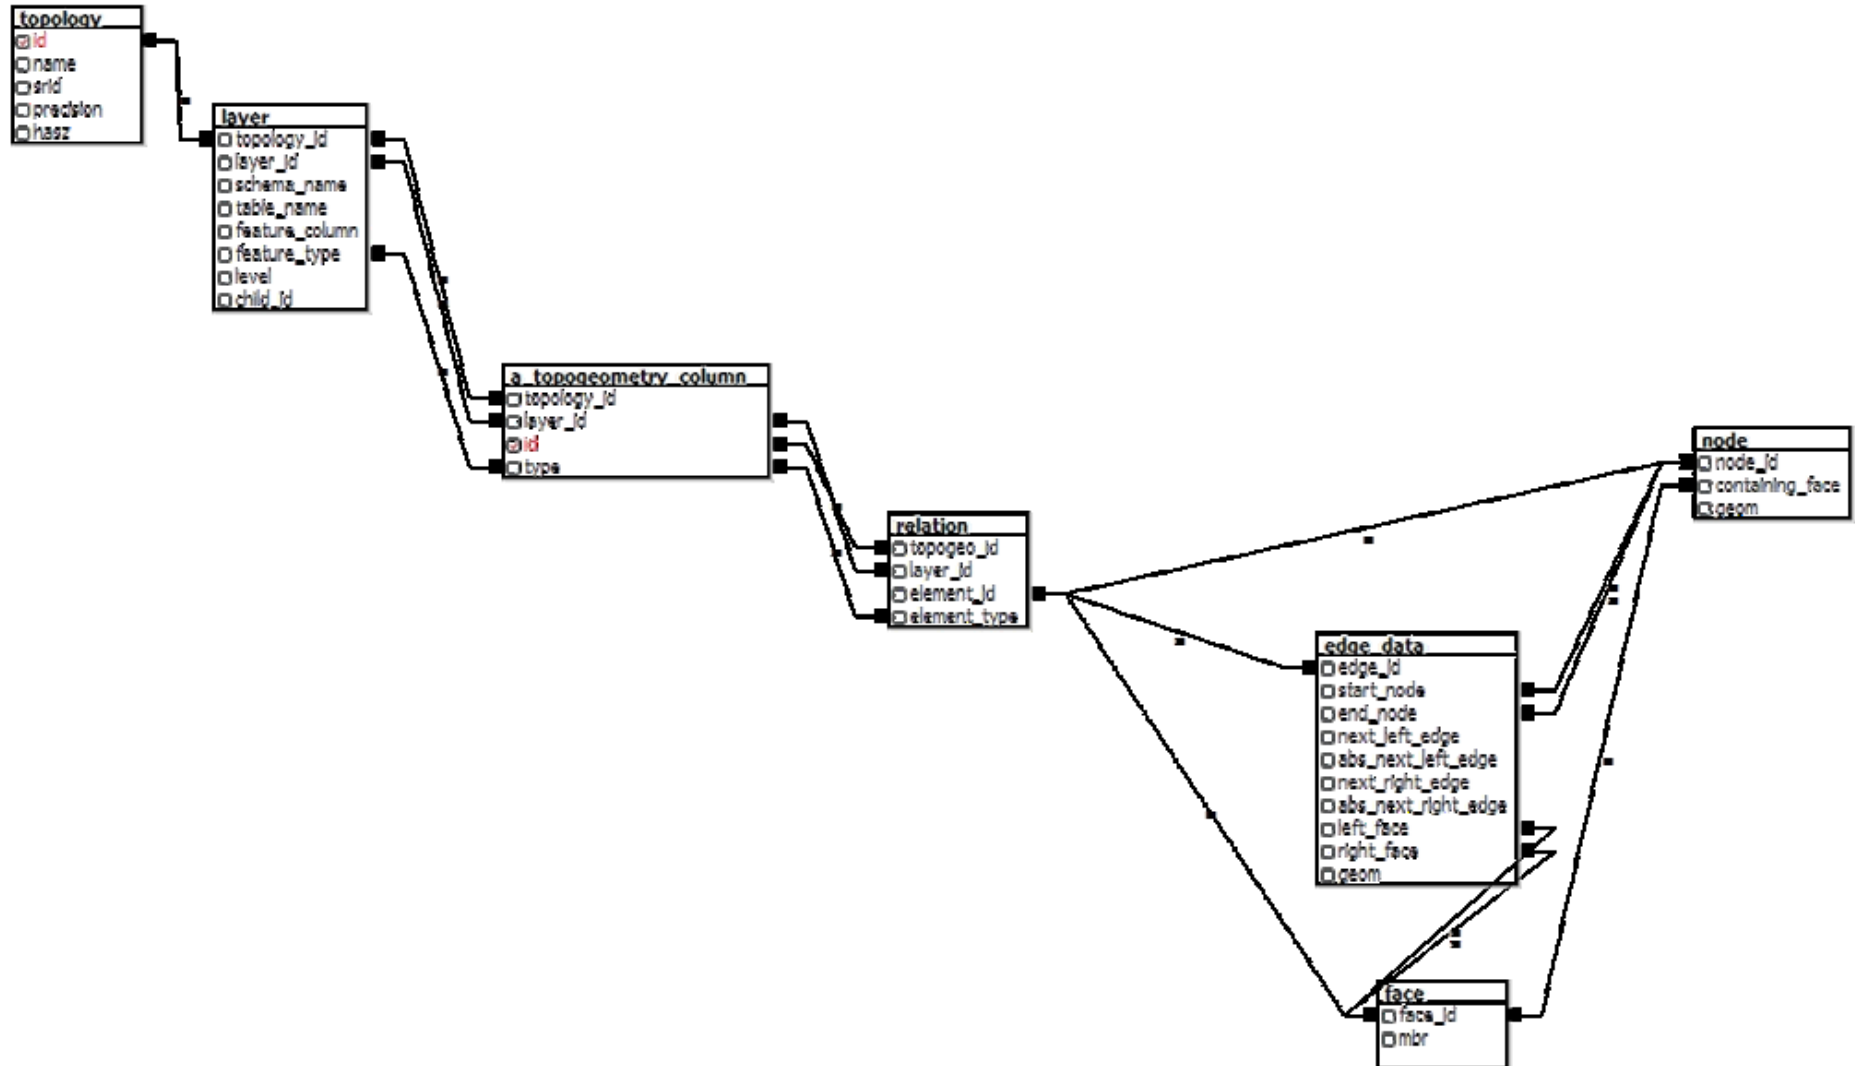 topology
id
name
srid
precision
hasz
layer
topology_id
layer_id
schema_name
table_name
feature_column
feature_type
level
child_id
a_topogeometry_column
topology_id
layer_id
id
type
relation
topogeo_id
layer_id
element_id
element_type
node
node_id
containing_face
geom
edge_data
edge_id
start_node
end_node
next_left_edge
abs_next_left_edge
next_right_edge
abs_next_right_edge
left_face
right_face
geom
face
face_id
mbr